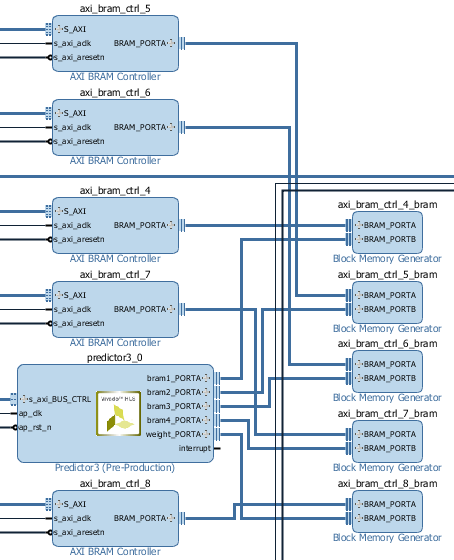 axi_bram_ctrl_5
S_AXI
s_axi_aclk
BRAM_PORTA
s_axi_aresetn
AXI BRAM Controller
axi_bram_ctrl_6
S_AXI
s_axi_aclk
BRAM_PORTA
s_axi_aresetn
AXI BRAM Controller
axi_bram_ctrl_4
S_AXI
s_axi_aclk
BRAM_PORTA
s_axi_aresetn
AXI BRAM Controller
axi_bram_ctrl_4_bram
BRAM_PORTA
BRAM_PORTB
Block Memory Generator
axi_bram_ctrl_7
S_AXI
s_axi_aclk
BRAM_PORTA
s_axi_aresetn
AXI BRAM Controller
axi_bram_ctrl_5_bram
BRAM_PORTA
BRAM_PORTB
Block Memory Generator
predictor3_0
s_axi_BUS_CTRL
ap_clk
ap_rst_n
Vivado™ HLS
bram1_PORTA
bram2_PORTA
bram3_PORTA
bram4_PORTA
weight_PORTA
interrupt
Predictor3 (Pre-Production)
axi_bram_ctrl_6_bram
BRAM_PORTA
BRAM_PORTB
Block Memory Generator
axi_bram_ctrl_7_bram
BRAM_PORTA
BRAM_PORTB
Block Memory Generator
axi_bram_ctrl_8
S_AXI
s_axi_aclk
BRAM_PORTA
s_axi_aresetn
AXI BRAM Controller
axi_bram_ctrl_8_bram
BRAM_PORTA
BRAM_PORTB
Block Memory Generator